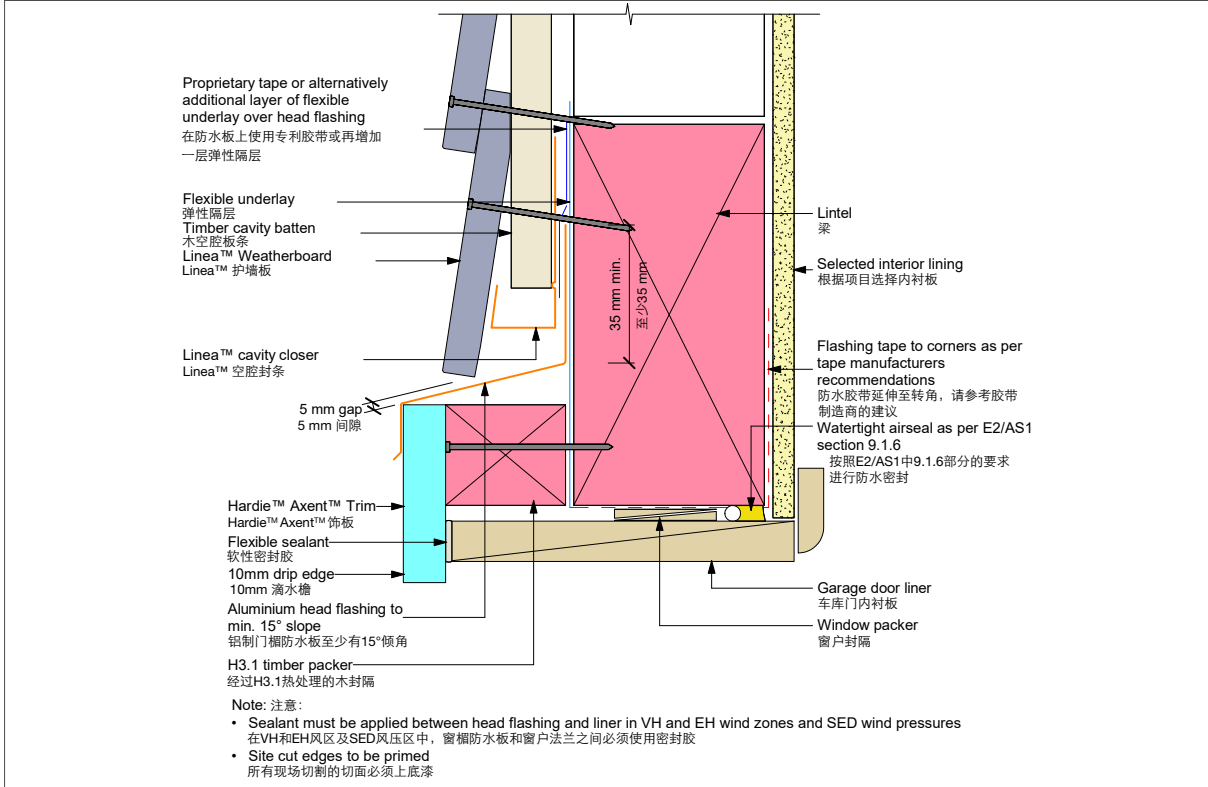 Proprietary tape or alternatively
additional layer of flexible
underlay over head flashing
在防水板上使用专利胶带或再增加
一层弹性隔层
Flexible underlay
弹性隔层
Timber cavity batten
木空腔板条
Linea™ Weatherboard
Linea™ 护墙板
Linea™ cavity closer
Linea™ 空腔封条
5 mm gap
5 mm 间隙
Hardie™ Axent™ Trim
Hardie™ Axent™ 饰板
Flexible sealant
软性密封胶
10mm drip edge
10mm 滴水檐
Aluminium head flashing to
min. 15° slope
铝制门楣防水板至少有15°倾角
H3.1 timber packer
经过H3.1热处理的木封隔
35 mm min.
至少35 mm
Lintel
梁
Selected interior lining
根据项目选择内衬板
Flashing tape to corners as per
tape manufacturers
recommendations
防水胶带延伸至转角，请参考胶带
制造商的建议
Watertight airseal as per E2/AS1
section 9.1.6
按照E2/AS1中9.1.6部分的要求
进行防水密封
Garage door liner
车库门内衬板
Window packer
窗户封隔
Note: 注意：
• Sealant must be applied between head flashing and liner in VH and EH wind zones and SED wind pressures
在VH和EH风区及SED风压区中，窗楣防水板和窗户法兰之间必须使用密封胶
• Site cut edges to be primed
所有现场切割的切面必须上底漆